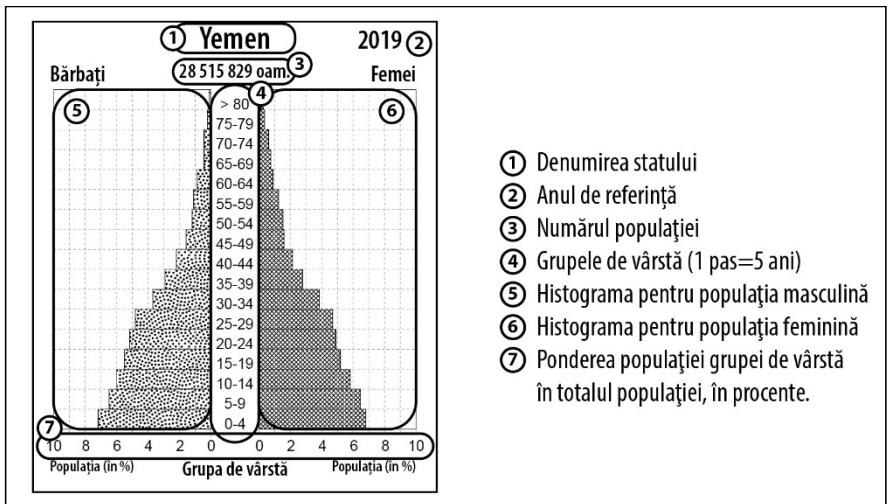 ① Yemen 2019 ②
28 515 829 oam. ③
Bărbați Femei
④
⑤ ⑥
> 80
75-79
70-74
65-69
60-64
55-59
50-54
45-49
40-44
35-39
30-34
25-29
20-24
15-19
10-14
5-9
0-4
⑦
10 8 6 4 2 0 0 2 4 6 8 10
Populația (în %) Grupa de vârstă Populația (în %)
① Denumirea statului
② Anul de referință
③ Numărul populaţiei
④ Grupele de vârstă (1 pas=5 ani)
⑤ Histograma pentru populaţia masculină
⑥ Histograma pentru populaţia feminină
⑦ Ponderea populaţiei grupei de vârstă
în totalul populaţiei, în procente.